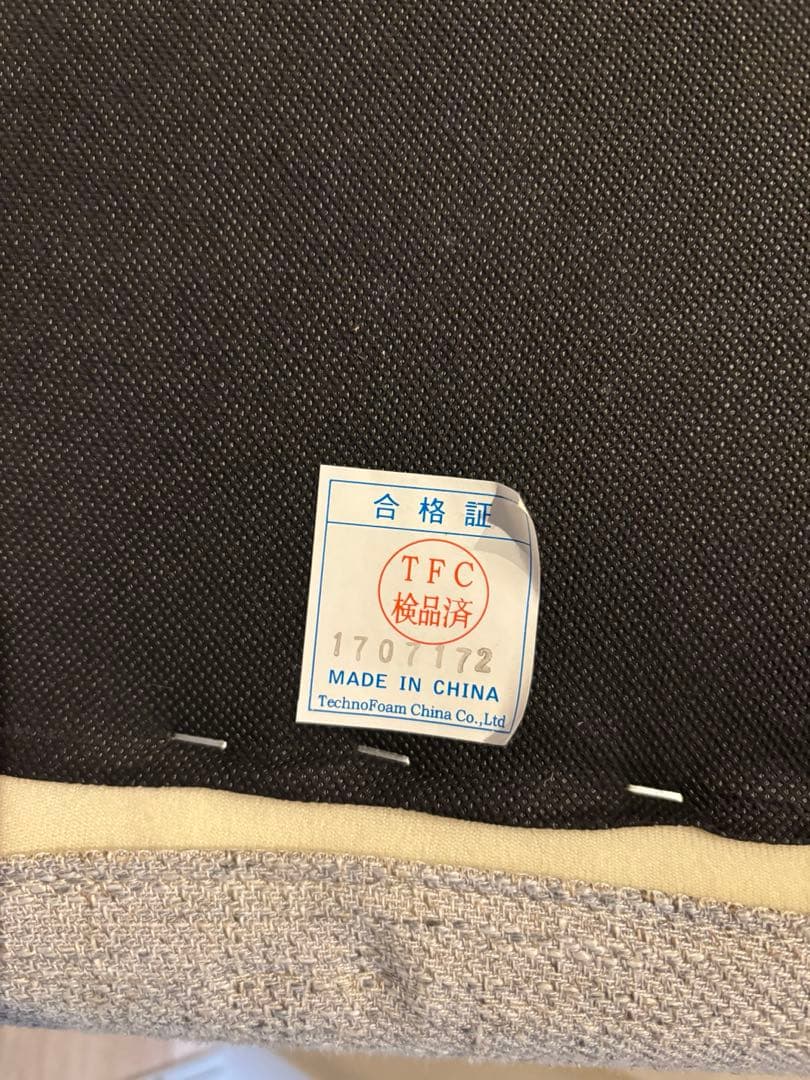 合格証
TFC
検品済
1707172
MADE IN CHINA
TechnoFoam China Co.,Ltd